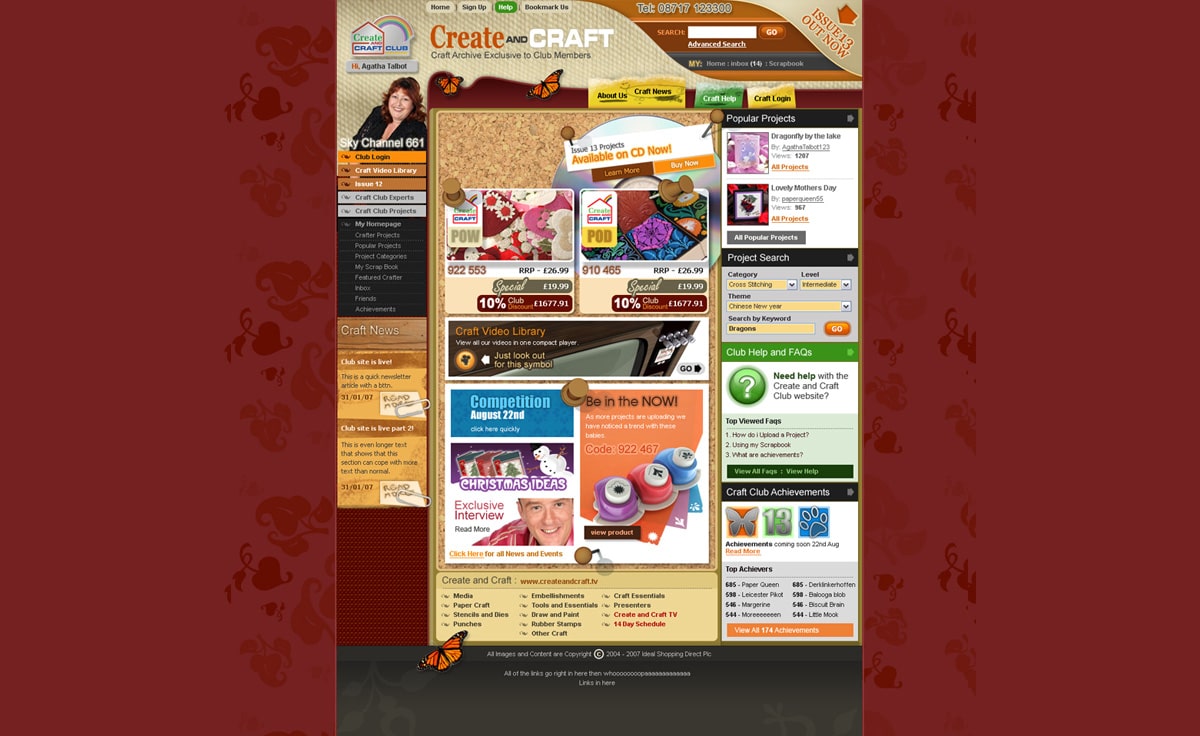 Home
Sign Up
Help
Bookmark Us
Tel: 08717 123300
ISSUE13
OUT NOW
Create
AND
CRAFT CLUB
Hi, Agatha Talbot
Create AND CRAFT
Craft Archive Exclusive to Club Members
SEARCH:
GO
Advanced Search
MY: Home : inbox (14) : Scrapbook
About Us
Craft News
Craft Help
Craft Login
Sky Channel 661
Club Login
Craft Video Library
Issue 12
Craft Club Experts
Craft Club Projects
My Homepage
Crafter Projects
Popular Projects
Project Categories
My Scrap Book
Featured Crafter
Inbox
Friends
Achievements
Craft News
Club site is live!
This is a quick newsletter
article with a bttn.
31/01/07
READ MORE
Club site is live part 2!
This is even longer text
that shows that this
section can cope with more
text than normal.
31/01/07
READ MORE
Issue 13 Projects
Available on CD Now!
Learn More
Buy Now
Create
AND
CRAFT
POW
922 553
RRP - £26.99
Special
£19.99
10% Club Discount £1677.91
Create
AND
CRAFT
POD
910 465
RRP - £26.99
Special
£19.99
10% Club Discount £1677.91
Craft Video Library
View all our videos in one compact player.
Just look out
for this symbol
GO
Competition
August 22nd
click here quickly
CHRISTMAS IDEAS
Exclusive
Interview
Read More
Be in the NOW!
As more projects are uploading we
have noticed a trend with these
babies.
Code: 922 467
view product
Click Here for all News and Events
Create and Craft : www.createandcraft.tv
Media
Paper Craft
Stencils and Dies
Punches
Embellishments
Tools and Essentials
Draw and Paint
Rubber Stamps
Other Craft
Craft Essentials
Presenters
Create and Craft TV
14 Day Schedule
Popular Projects
Dragonfly by the lake
By: AgathaTalbot123
Views: 1207
All Projects
Lovely Mothers Day
By: paperqueen55
Views: 967
All Projects
All Popular Projects
Project Search
Category
Level
Cross Stitching
Intermediate
Theme
Chinese New year
Search by Keyword
Dragons
GO
Club Help and FAQs
?
Need help with the
Create and Craft
Club website?
Top Viewed Faqs
1. How do i Upload a Project?
2. Using my Scrapbook
3. What are achievements?
View All Faqs : View Help
Craft Club Achievements
13
Achievements coming soon 22nd Aug
Read More
Top Achievers
685 - Paper Queen
685 - Derklinkerhoffen
598 - Leicester Pikot
598 - Balooga blob
546 - Margerine
546 - Biscuit Brain
544 - Moreeeeeeen
544 - Little Mook
View All 174 Achievements
All Images and Content are Copyright © 2004 - 2007 Ideal Shopping Direct Plc
All of the links go right in here then whoooooooopaaaaaaaaaaaaa
Links in here